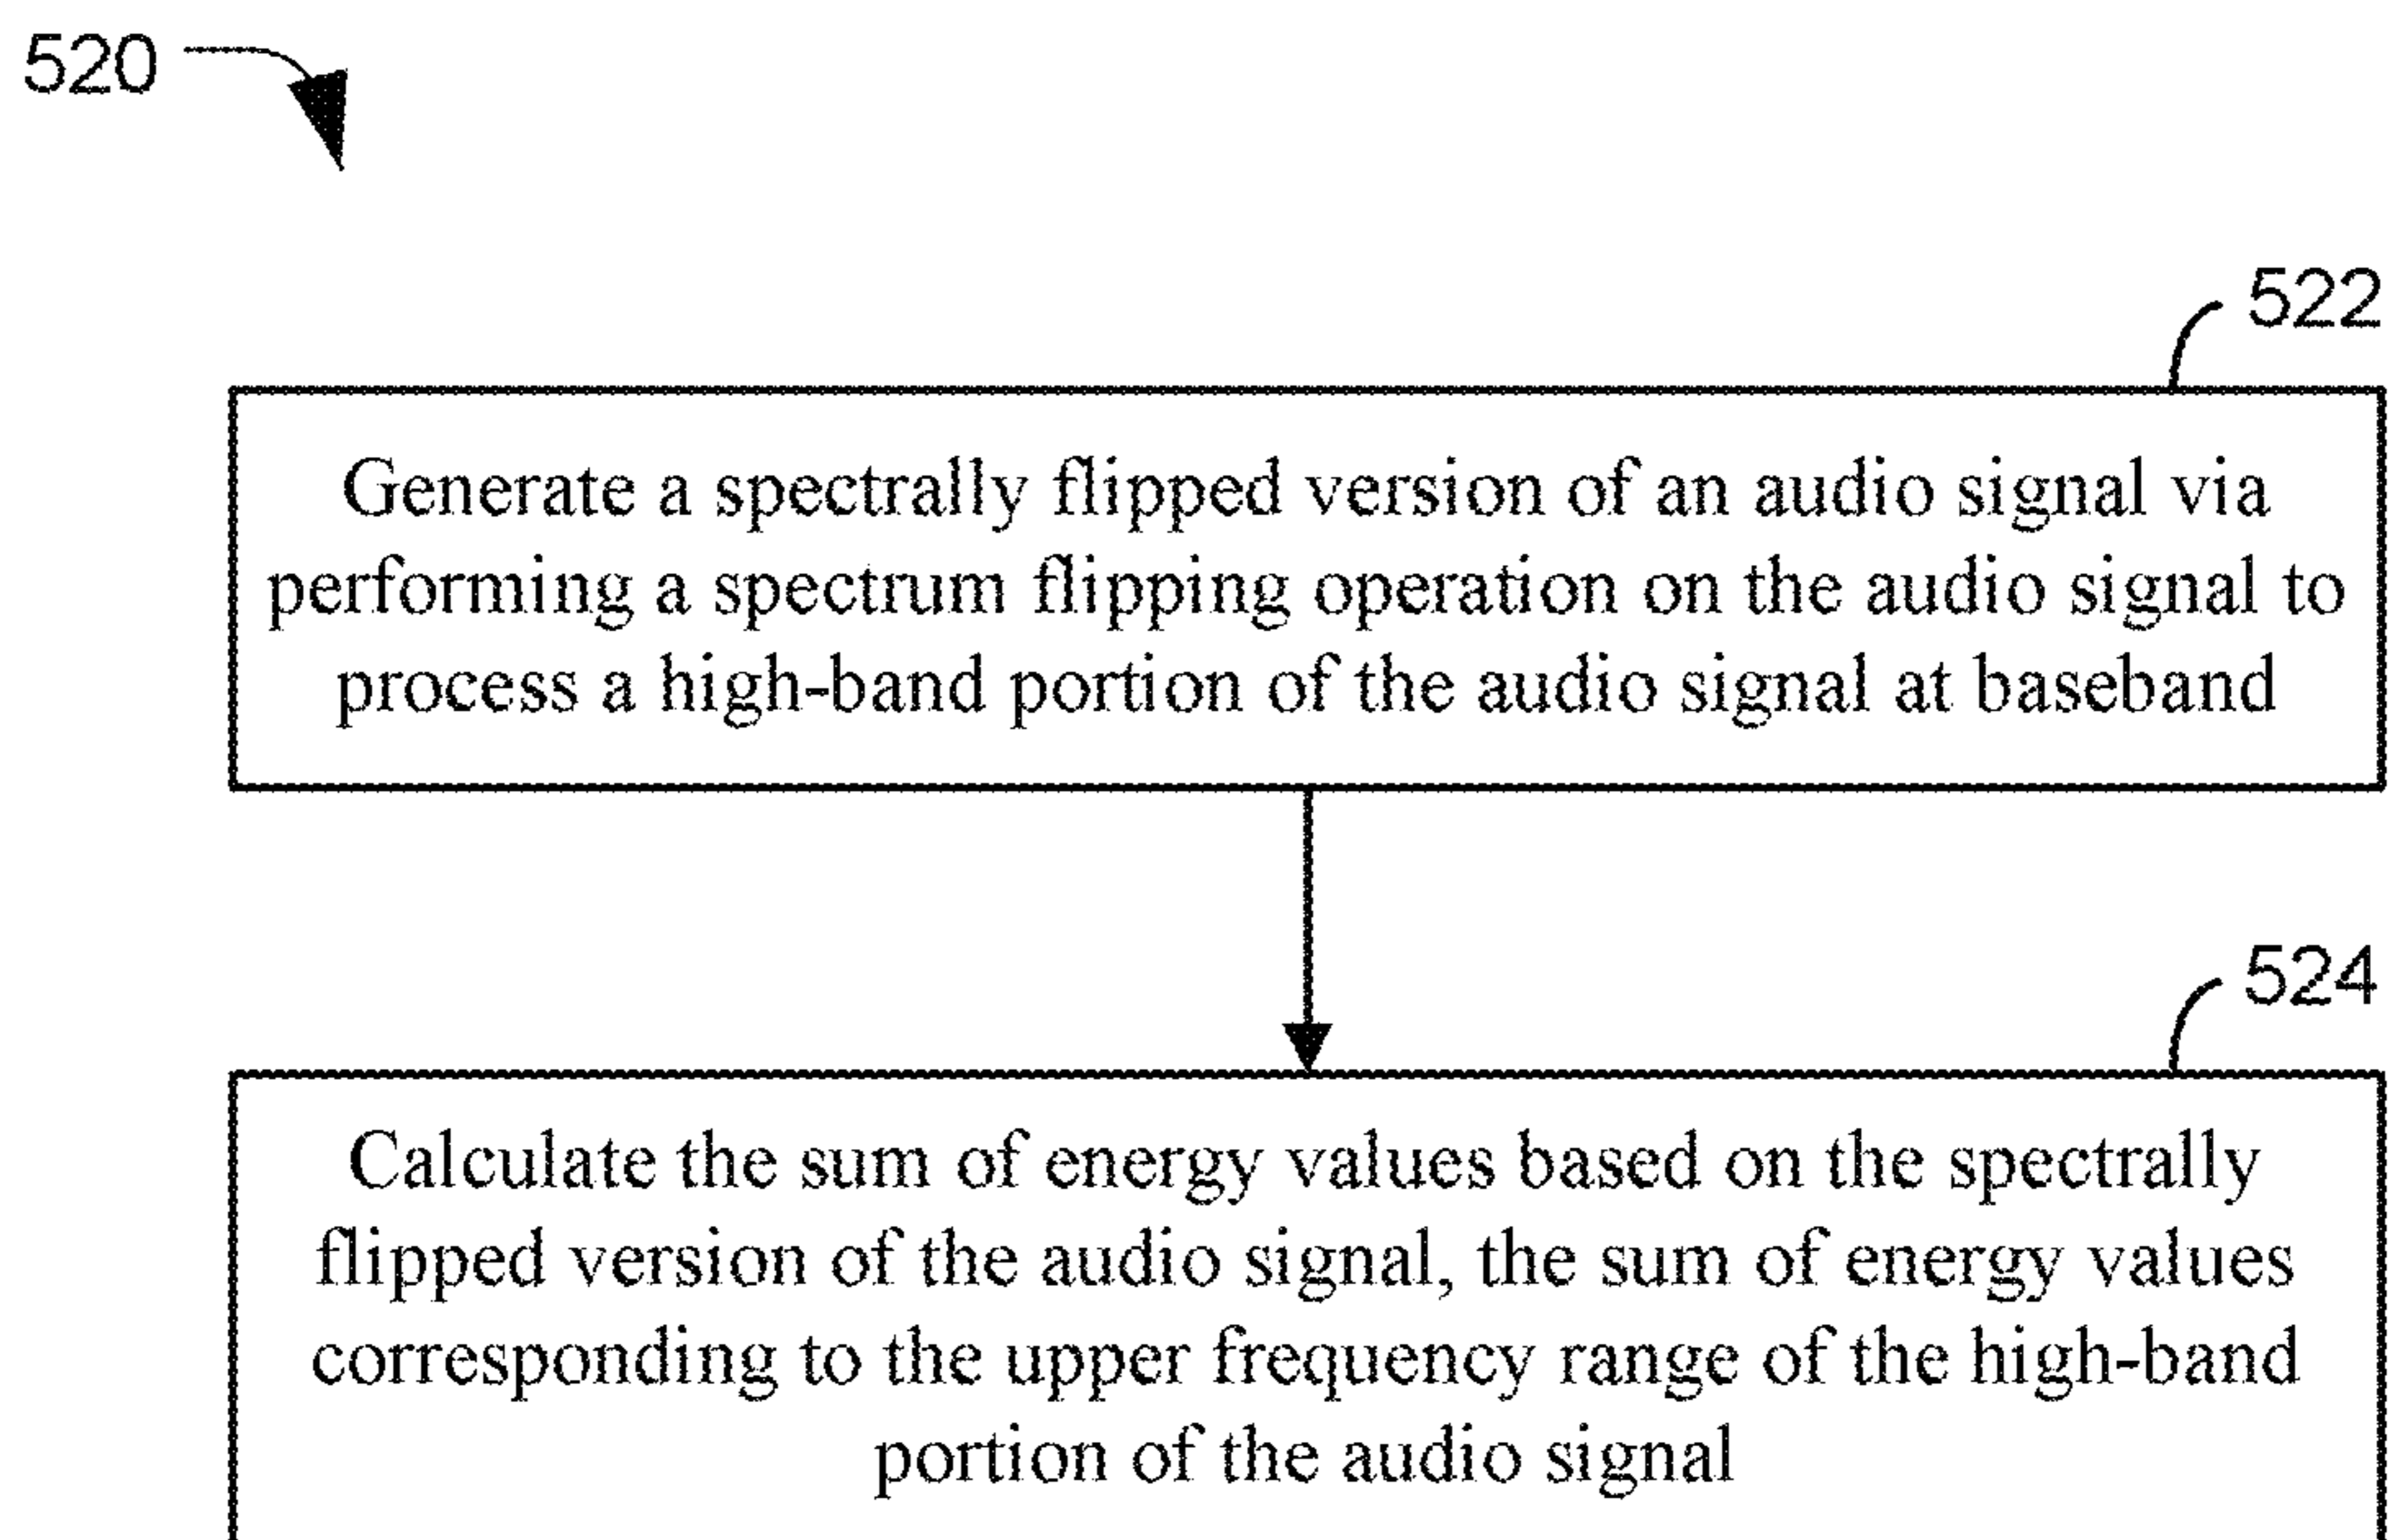 520
522
Generate a spectrally flipped version of an audio signal via
performing a spectrum flipping operation on the audio signal to
process a high-band portion of the audio signal at baseband
524
Calculate the sum of energy values based on the spectrally
flipped version of the audio signal, the sum of energy values
corresponding to the upper frequency range of the high-band
portion of the audio signal